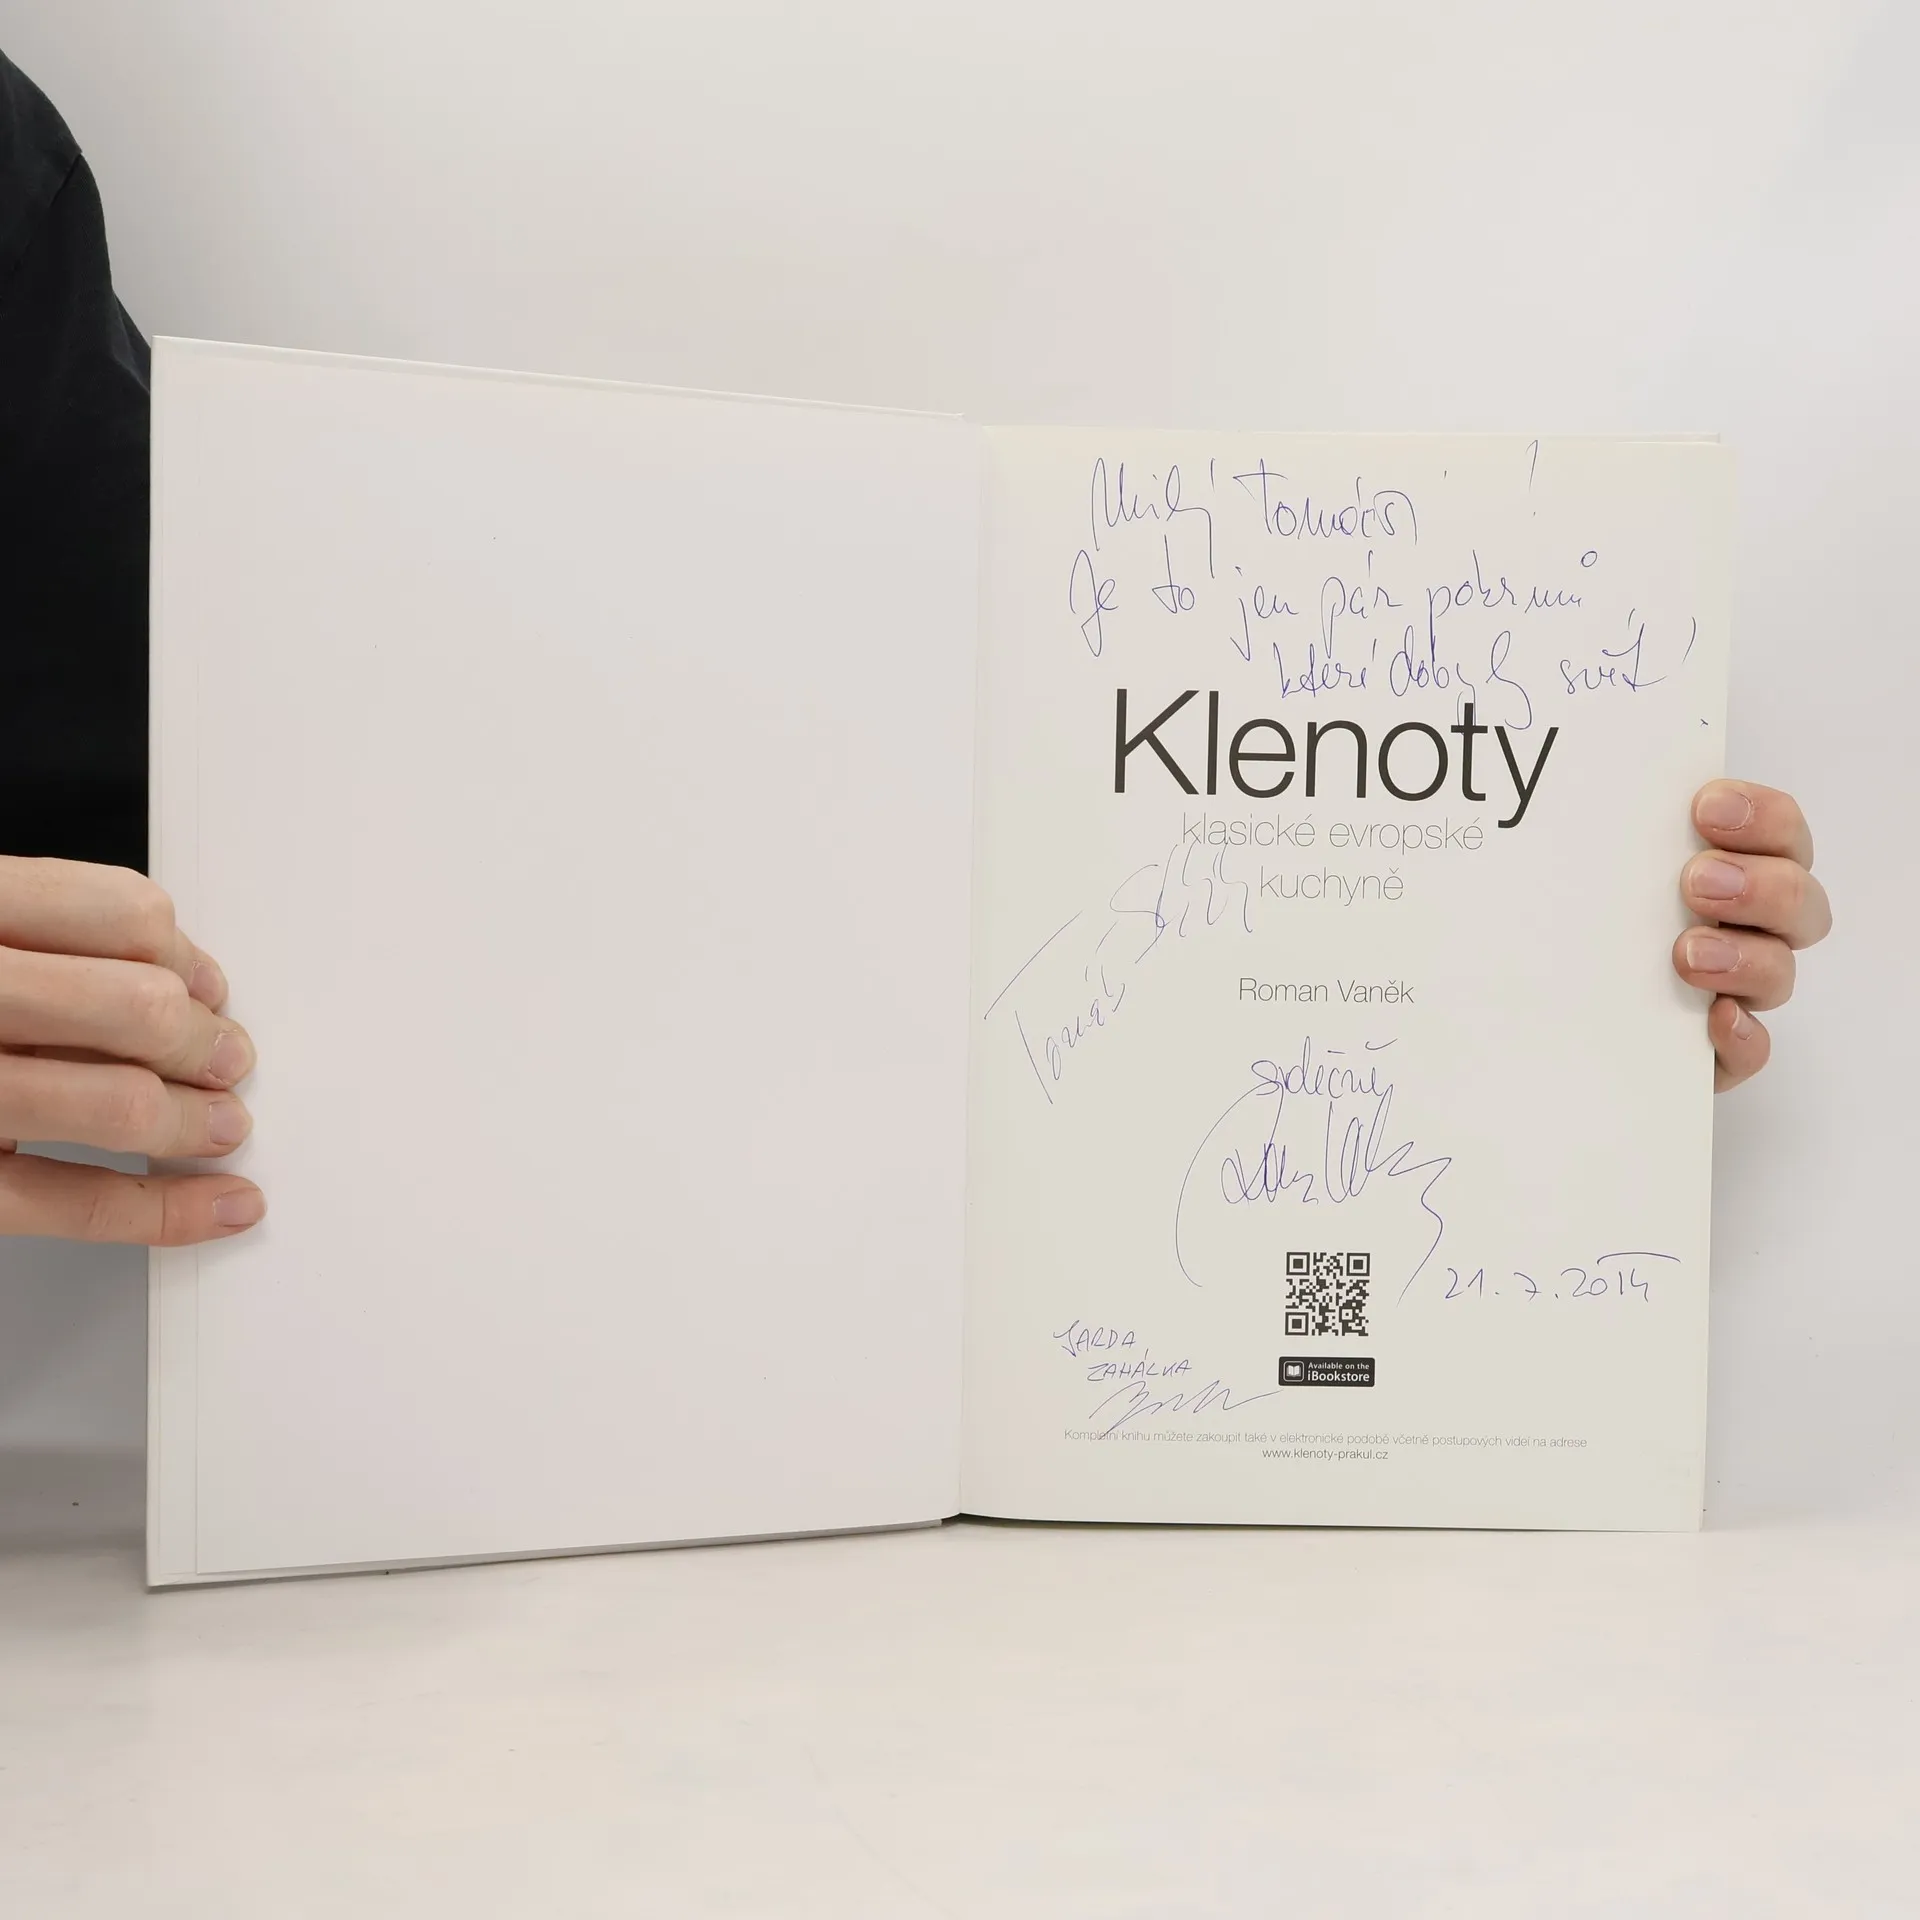 Milý Tomáši!
Je to jen pár pokrmů
které dobyly svět!
Klenoty
klasické evropské
kuchyně
Tomáš
Roman Vaněk
srdečně
21. 7. 2014
JARDA
ZAHÁLKA
Available on the
iBookstore
Kompletní knihu můžete zakoupit také v elektronické podobě včetně postupových videí na adrese
www.klenoty-prakul.cz